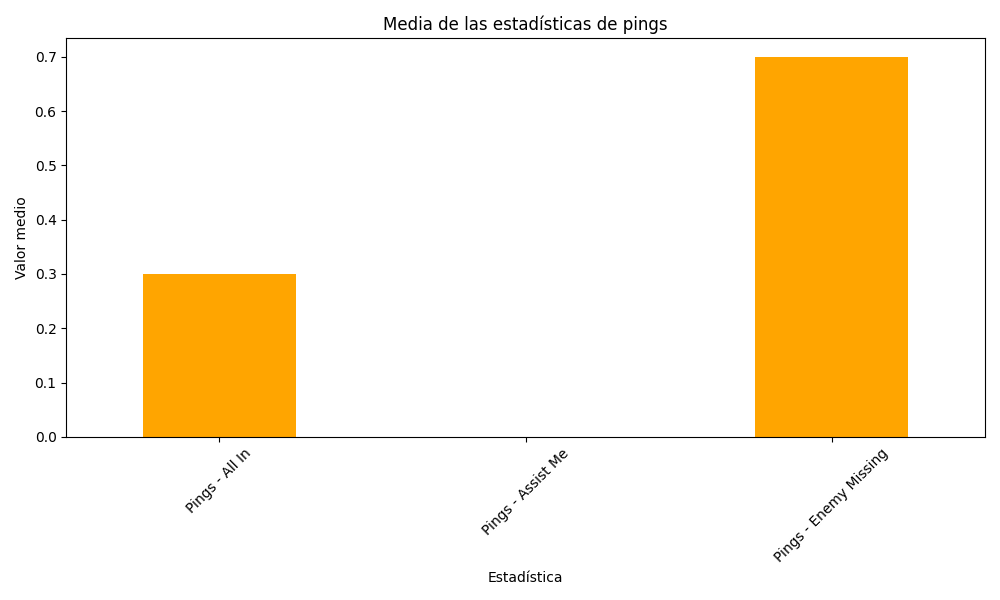 Media de las estadísticas de pings
Valor medio
0.7
0.6
0.5
0.4
0.3
0.2
0.1
0.0
Pings - All In
Pings - Assist Me
Pings - Enemy Missing
Estadística